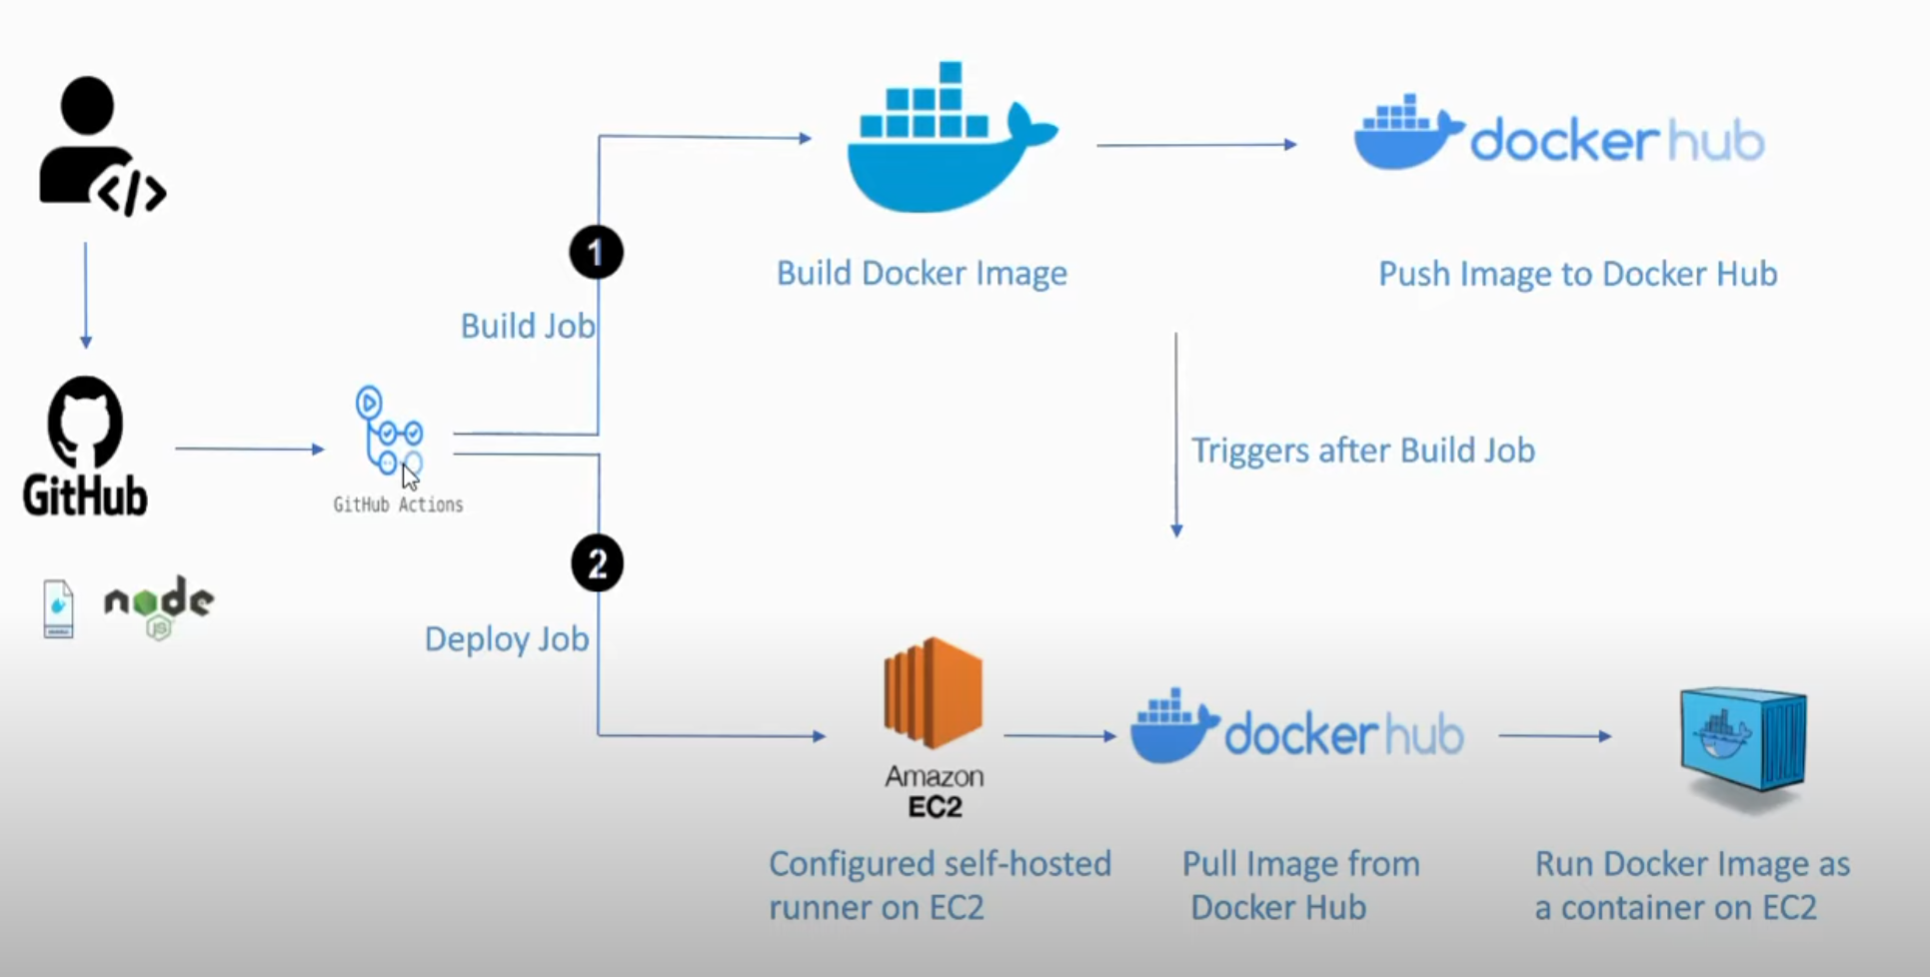 </>
1
Build Docker Image
docker hub
Push Image to Docker Hub
Build Job
GitHub
GitHub Actions
Triggers after Build Job
node
JS
2
Deploy Job
Amazon
EC2
docker hub
Configured self-hosted
runner on EC2
Pull Image from
Docker Hub
Run Docker Image as
a container on EC2